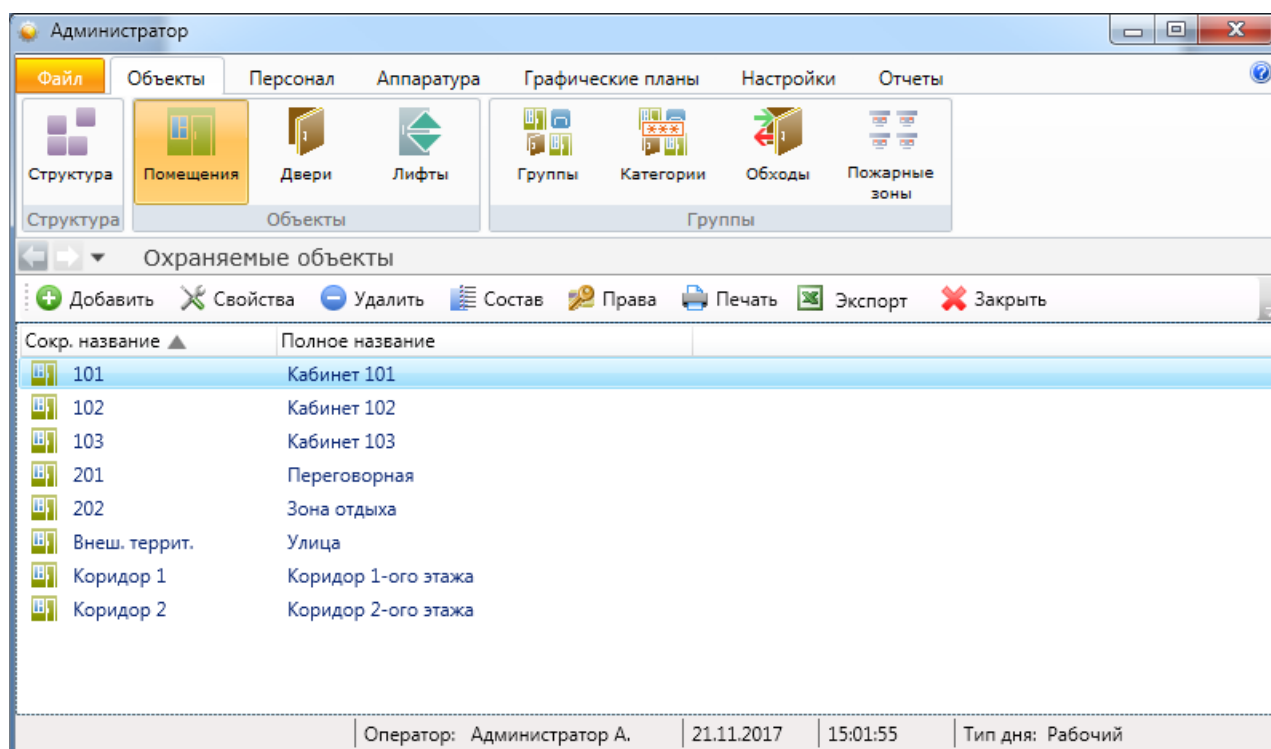 Администратор
Файл Объекты Персонал Аппаратура Графические планы Настройки Отчеты
Структура Помещения Двери Лифты Группы Категории Обходы Пожарные зоны
Структура Объекты Группы
Охраняемые объекты
Добавить Свойства Удалить Состав Права Печать Экспорт Закрыть
Сокр. название Полное название
101 Кабинет 101
102 Кабинет 102
103 Кабинет 103
201 Переговорная
202 Зона отдыха
Внеш. террит. Улица
Коридор 1 Коридор 1-ого этажа
Коридор 2 Коридор 2-ого этажа
Оператор: Администратор А. 21.11.2017 15:01:55 Тип дня: Рабочий